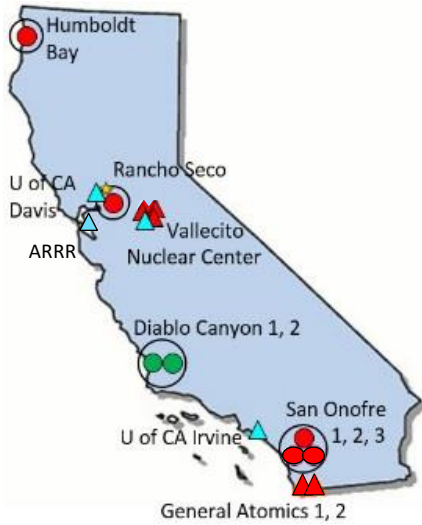 Humboldt
Bay
Rancho Seco
U of CA
Davis
ARRR
Vallecito
Nuclear Center
Diablo Canyon 1, 2
San Onofre
1, 2, 3
U of CA Irvine
General Atomics 1, 2